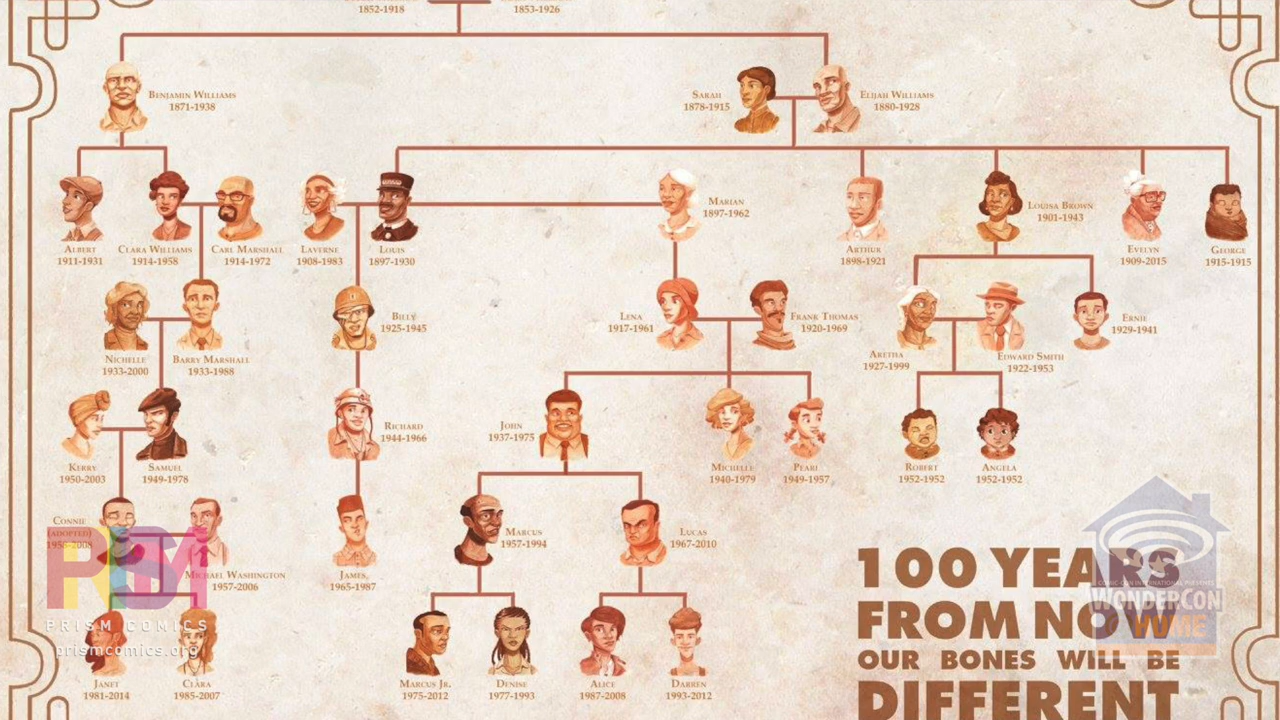 1852-1918
1853-1926
BENJAMIN WILLIAMS
1871-1938
SARAH
1878-1915
ELIJAH WILLIAMS
1880-1928
ALBERT
1911-1931
CLARA WILLIAMS
1914-1958
CARL MARSHALL
1914-1972
LAVERNE
1908-1983
LOUIS
1897-1930
MARIAN
1897-1962
ARTHUR
1898-1921
LOUISA BROWN
1901-1943
EVELYN
1909-2015
GEORGE
1915-1915
NICHELLE
1933-2000
BARRY MARSHALL
1933-1988
BILLY
1925-1945
LENA
1917-1961
FRANK THOMAS
1920-1969
ARETHA
1927-1999
EDWARD SMITH
1922-1953
ERNIE
1929-1941
KERRY
1950-2003
SAMUEL
1949-1978
RICHARD
1944-1966
JOHN
1937-1975
MICHELLE
1940-1979
PEARL
1949-1957
ROBERT
1952-1952
ANGELA
1952-1952
CONNIE
(ADOPTED)
MICHAEL WASHINGTON
1957-2006
JAMES,
1965-1987
MARCUS
1957-1994
LUCAS
1967-2010
JANET
1981-2014
CLARA
1985-2007
MARCUS JR.
1975-2012
DENISE
1977-1993
ALICE
1987-2008
DARREN
1993-2012
100 YEARS
FROM NOW
OUR BONES WILL BE
DIFFERENT
PRISM
PRISM COMICS
prismcomics.org
COMIC-CON INTERNATIONAL PRESENTS
WONDERCON
HOME